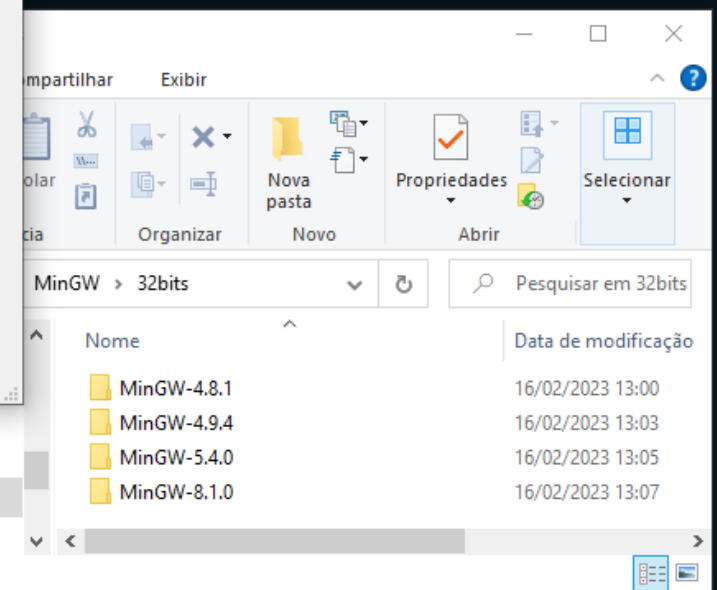 mpartilhar Exibir
olar
Nova pasta
Propriedades
Selecionar
cia Organizar Novo Abrir
MinGW > 32bits
Pesquisar em 32bits
Nome Data de modificação
MinGW-4.8.1 16/02/2023 13:00
MinGW-4.9.4 16/02/2023 13:03
MinGW-5.4.0 16/02/2023 13:05
MinGW-8.1.0 16/02/2023 13:07